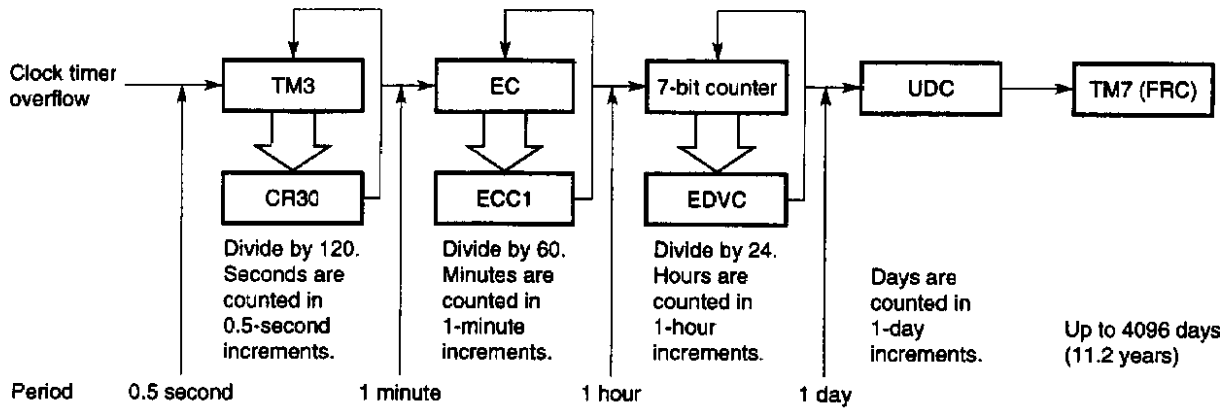 Clock timer
overflow
TM3
EC
7-bit counter
UDC
TM7 (FRC)
CR30
ECC1
EDVC
Divide by 120.
Seconds are
counted in
0.5-second
increments.
Divide by 60.
Minutes are
counted in
1-minute
increments.
Divide by 24.
Hours are
counted in
1-hour
increments.
Days are
counted in
1-day
increments.
Up to 4096 days
(11.2 years)
Period
0.5 second
1 minute
1 hour
1 day